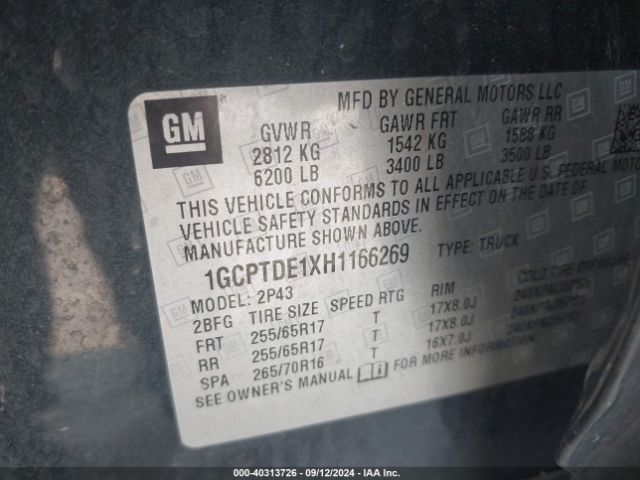 GM
MFD BY GENERAL MOTORS LLC
GVWR GAWR FRT GAWR RR
2812 KG 1542 KG 1588 KG
6200 LB 3400 LB 3500 LB
THIS VEHICLE CONFORMS TO ALL APPLICABLE U.S. FEDERAL MOTO
VEHICLE SAFETY STANDARDS IN EFFECT ON THE DATE OF
MANUFACTURE SHOWN ABOVE.
1GCPTDE1XH1166269 TYPE: TRUCK
MODEL: 2P43
2BFG TIRE SIZE SPEED RTG RIM COLD TIRE
FRT 255/65R17 T 17X8.0J
RR 255/65R17 T 17X8.0J
SPA 265/70R16 T 16X7.0J
SEE OWNER'S MANUAL FOR MORE INFORMATION
000-40313726 - 09/12/2024 - IAA Inc.